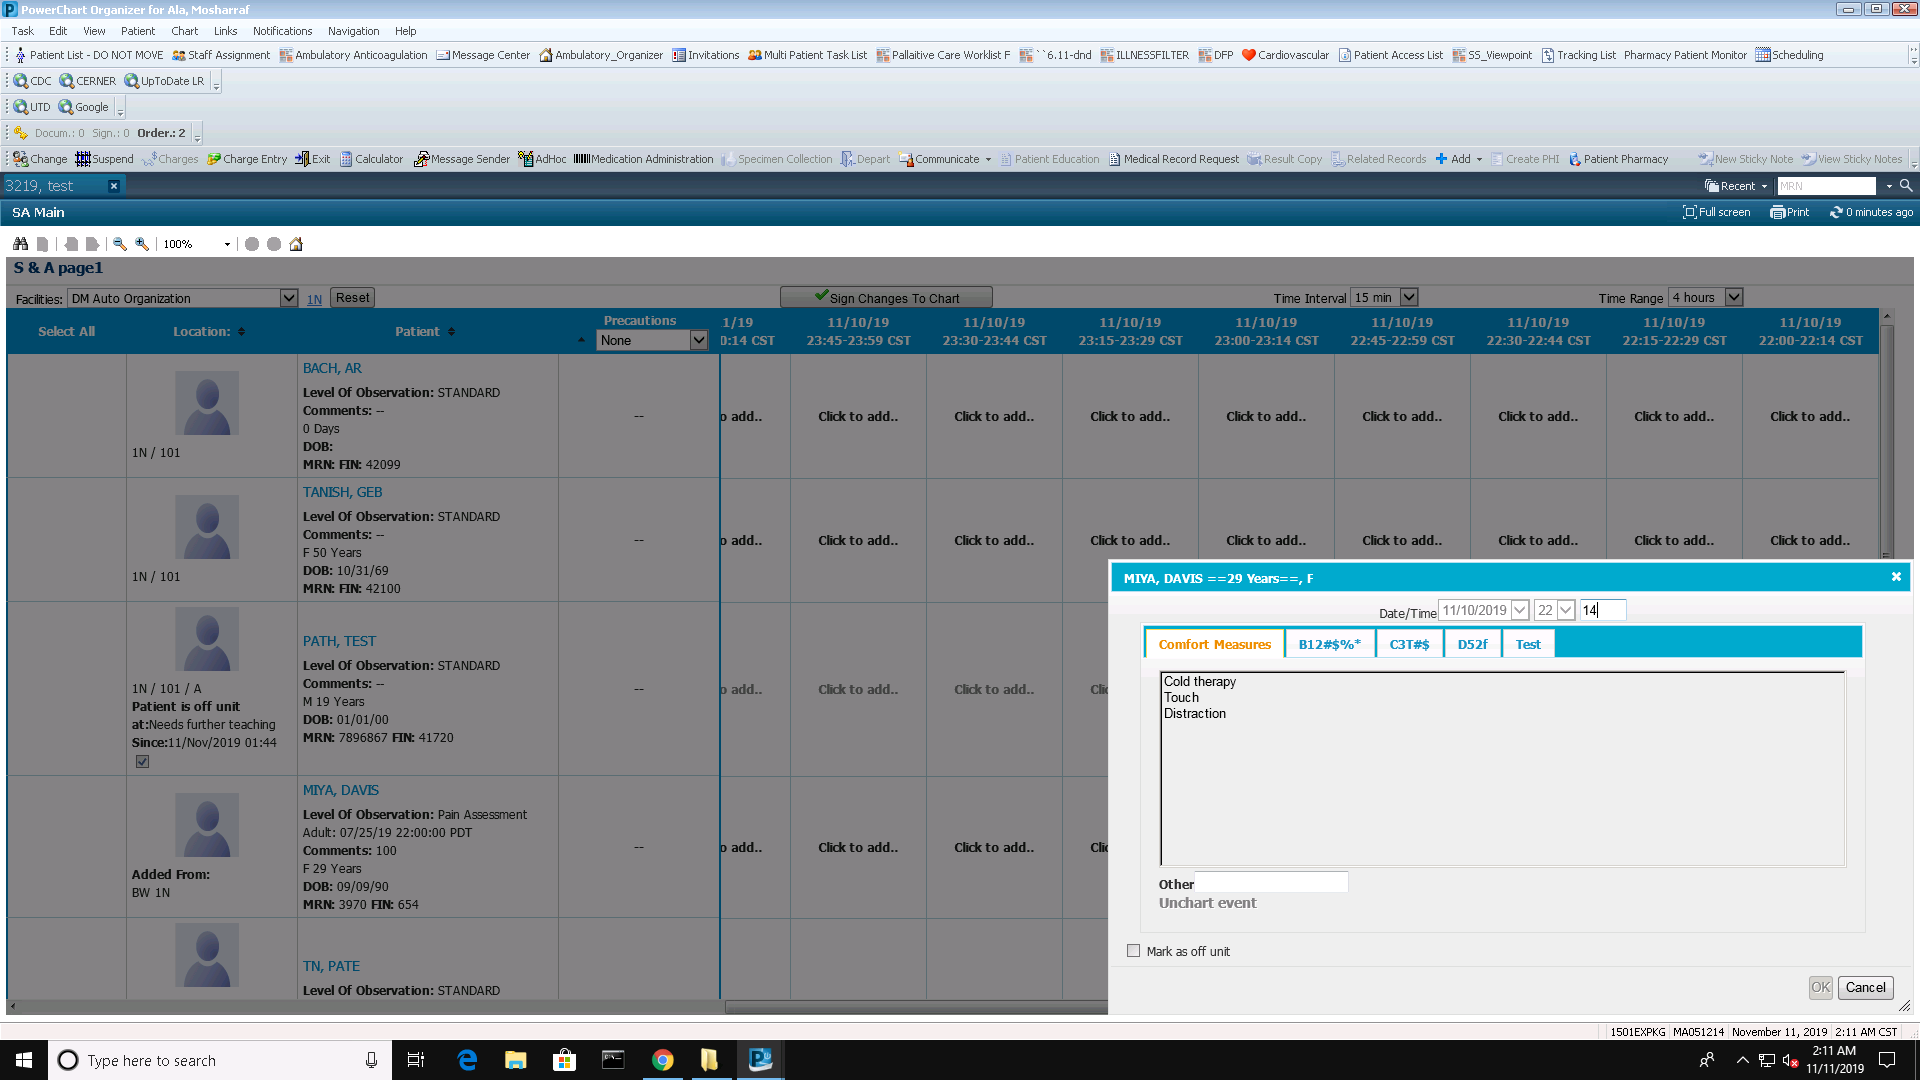 PowerChart Organizer for Ala, Mosharraf
Task Edit View Patient Chart Links Notifications Navigation Help
Patient List - DO NOT MOVE Staff Assignment Ambulatory Anticoagulation Message Center Ambulatory_Organizer Invitations Multi Patient Task List Pallaitive Care Worklist F ``6.11-dnd ILLNESSFILTER DFP Cardiovascular Patient Access List SS_Viewpoint Tracking List Pharmacy Patient Monitor Scheduling
CDC CERNER UpToDate LR
UTD Google
Docum.: 0 Sign.: 0 Order.: 2
Change Suspend Charges Charge Entry Exit Calculator Message Sender AdHoc Medication Administration Specimen Collection Depart Communicate Patient Education Medical Record Request Result Copy Related Records Add Create PHI Patient Pharmacy New Sticky Note View Sticky Notes
3219, test Recent MRN
SA Main Full screen Print 0 minutes ago
100%
S & A page1
Facilities: DM Auto Organization 1N Reset Sign Changes To Chart Time Interval 15 min Time Range 4 hours
Select All Location: Patient Precautions None
1/19 11/10/19 11/10/19 11/10/19 11/10/19 11/10/19 11/10/19 11/10/19 11/10/19
0:14 CST 23:45-23:59 CST 23:30-23:44 CST 23:15-23:29 CST 23:00-23:14 CST 22:45-22:59 CST 22:30-22:44 CST 22:15-22:29 CST 22:00-22:14 CST
BACH, AR
Level Of Observation: STANDARD
Comments: --
0 Days
DOB:
MRN: FIN: 42099
1N / 101
--
o add.. Click to add.. Click to add.. Click to add.. Click to add.. Click to add.. Click to add.. Click to add.. Click to add..
TANISH, GEB
Level Of Observation: STANDARD
Comments: --
F 50 Years
DOB: 10/31/69
MRN: FIN: 42100
1N / 101
--
o add.. Click to add.. Click to add.. Click to add.. Click to add.. Click to add.. Click to add.. Click to add.. Click to add..
PATH, TEST
Level Of Observation: STANDARD
Comments: --
M 19 Years
DOB: 01/01/00
MRN: 7896867 FIN: 41720
1N / 101 / A
Patient is off unit
at:Needs further teaching
Since:11/Nov/2019 01:44
--
o add.. Click to add.. Click to add.. Clic
MIYA, DAVIS
Level Of Observation: Pain Assessment
Adult: 07/25/19 22:00:00 PDT
Comments: 100
F 29 Years
DOB: 09/09/90
MRN: 3970 FIN: 654
Added From:
BW 1N
--
o add.. Click to add.. Click to add.. Clic
TN, PATE
Level Of Observation: STANDARD
MIYA, DAVIS ==29 Years==, F
Date/Time 11/10/2019 22 14
Comfort Measures B12#$%* C3T#$ D52f Test
Cold therapy
Touch
Distraction
Other
Unchart event
Mark as off unit
OK Cancel
1501EXPKG MA051214 November 11, 2019 2:11 AM CST
Type here to search
2:11 AM
11/11/2019